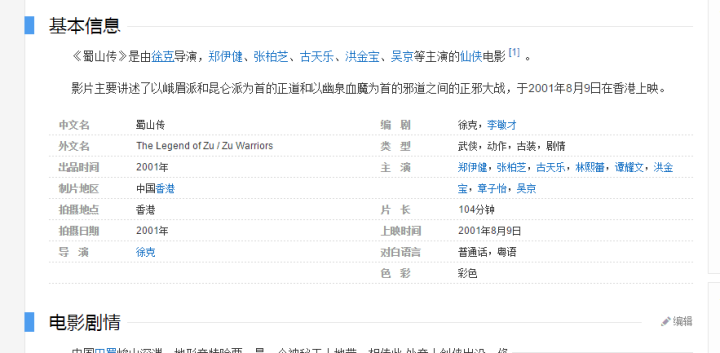 基本信息
《蜀山传》是由徐克导演，郑伊健、张柏芝、古天乐、洪金宝、吴京等主演的仙侠电影 [1] 。
影片主要讲述了以峨眉派和昆仑派为首的正道和以幽泉血魔为首的邪道之间的正邪大战，于2001年8月9日在香港上映。
中文名 蜀山传
外文名 The Legend of Zu / Zu Warriors
出品时间 2001年
制片地区 中国香港
拍摄地点 香港
拍摄日期 2001年
导 演 徐克
编 剧 徐克，李敏才
类 型 武侠，动作，古装，剧情
主 演 郑伊健，张柏芝，古天乐，林熙蕾，谭耀文，洪金
宝，章子怡，吴京
片 长 104分钟
上映时间 2001年8月9日
对白语言 普通话，粤语
色 彩 彩色
电影剧情
编辑